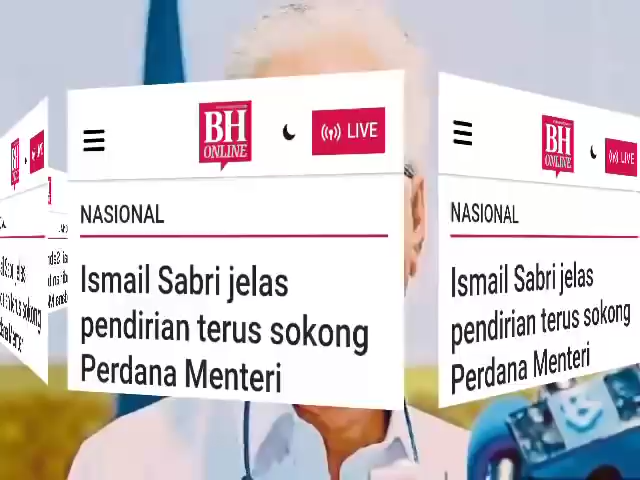 BH
ONLINE
LIVE
NASIONAL
Ismail Sabri jelas
pendirian terus sokong
Perdana Menteri
BH
ONLINE
LIVE
NASIONAL
Ismail Sabri jelas
pendirian terus sokong
Perdana Menteri